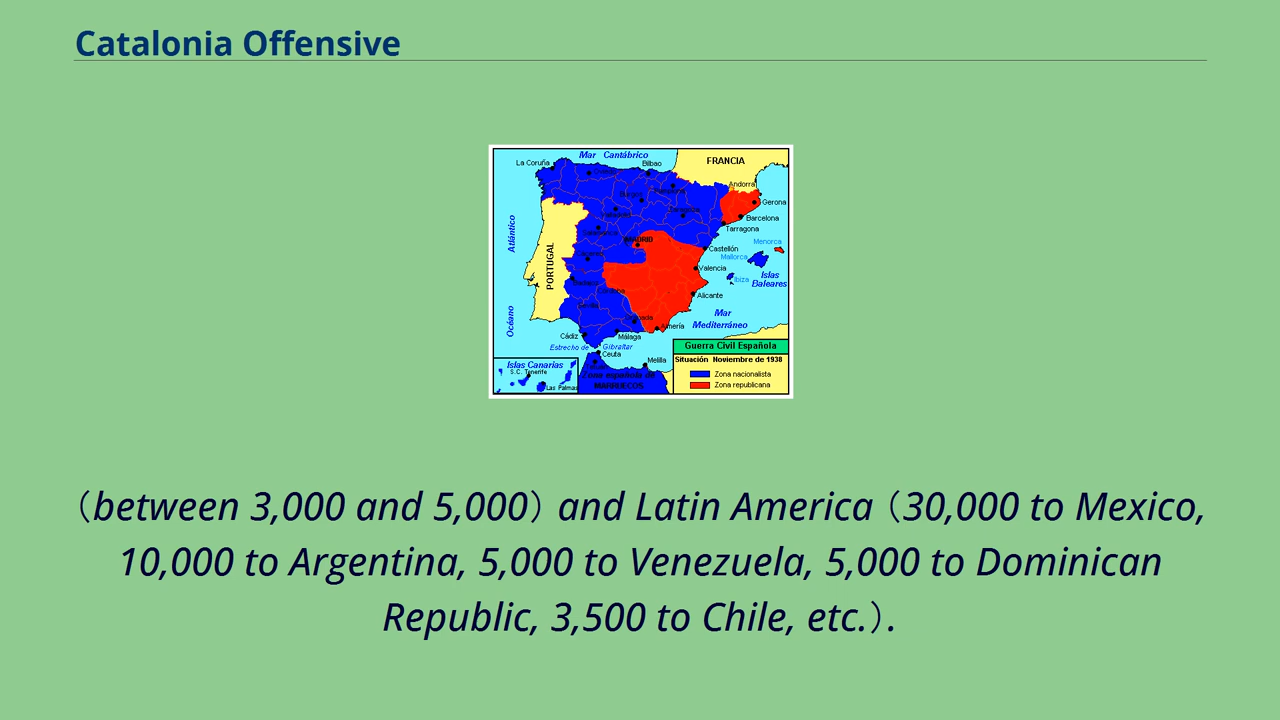 Catalonia Offensive
Mar Cantábrico
La Coruña
Bilbao
FRANCIA
Andorra
Gerona
Barcelona
Tarragona
MADRID
Castellón
Menorca
Mallorca
Valencia
Ibiza
Islas
Baleares
Alicante
Atlántico
PORTUGAL
Océano
Mar
Mediterráneo
Almería
Cádiz
Málaga
Estrecho de Gibraltar
Ceuta
Melilla
Islas Canarias
S.C. Tenerife
Las Palmas
Zona española de
MARRUECOS
Guerra Civil Española
Situación Noviembre de 1938
Zona nacionalista
Zona republicana
（between 3,000 and 5,000） and Latin America （30,000 to Mexico,
10,000 to Argentina, 5,000 to Venezuela, 5,000 to Dominican
Republic, 3,500 to Chile, etc.）.